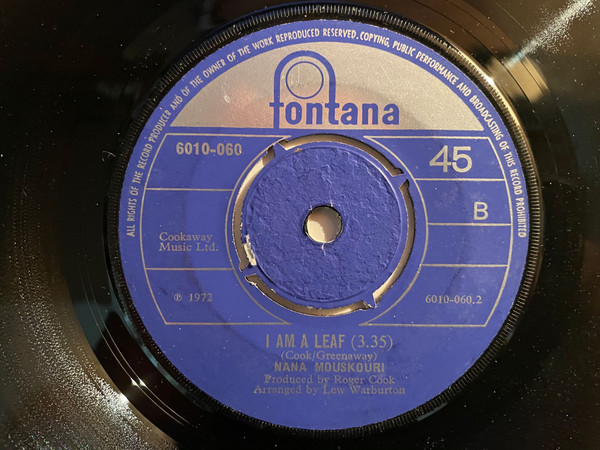 ALL RIGHTS OF THE RECORD PRODUCER AND OF THE OWNER OF THE WORK REPRODUCED RESERVED. COPYING, PUBLIC PERFORMANCE AND BROADCASTING OF THIS RECORD PROHIBITED
fontana
6010-060
45
B
Cookaway
Music Ltd.
℗ 1972
6010-060.2
I AM A LEAF (3.35)
(Cook/Greenaway)
NANA MOUSKOURI
Produced by Roger Cook
Arranged by Lew Warburton